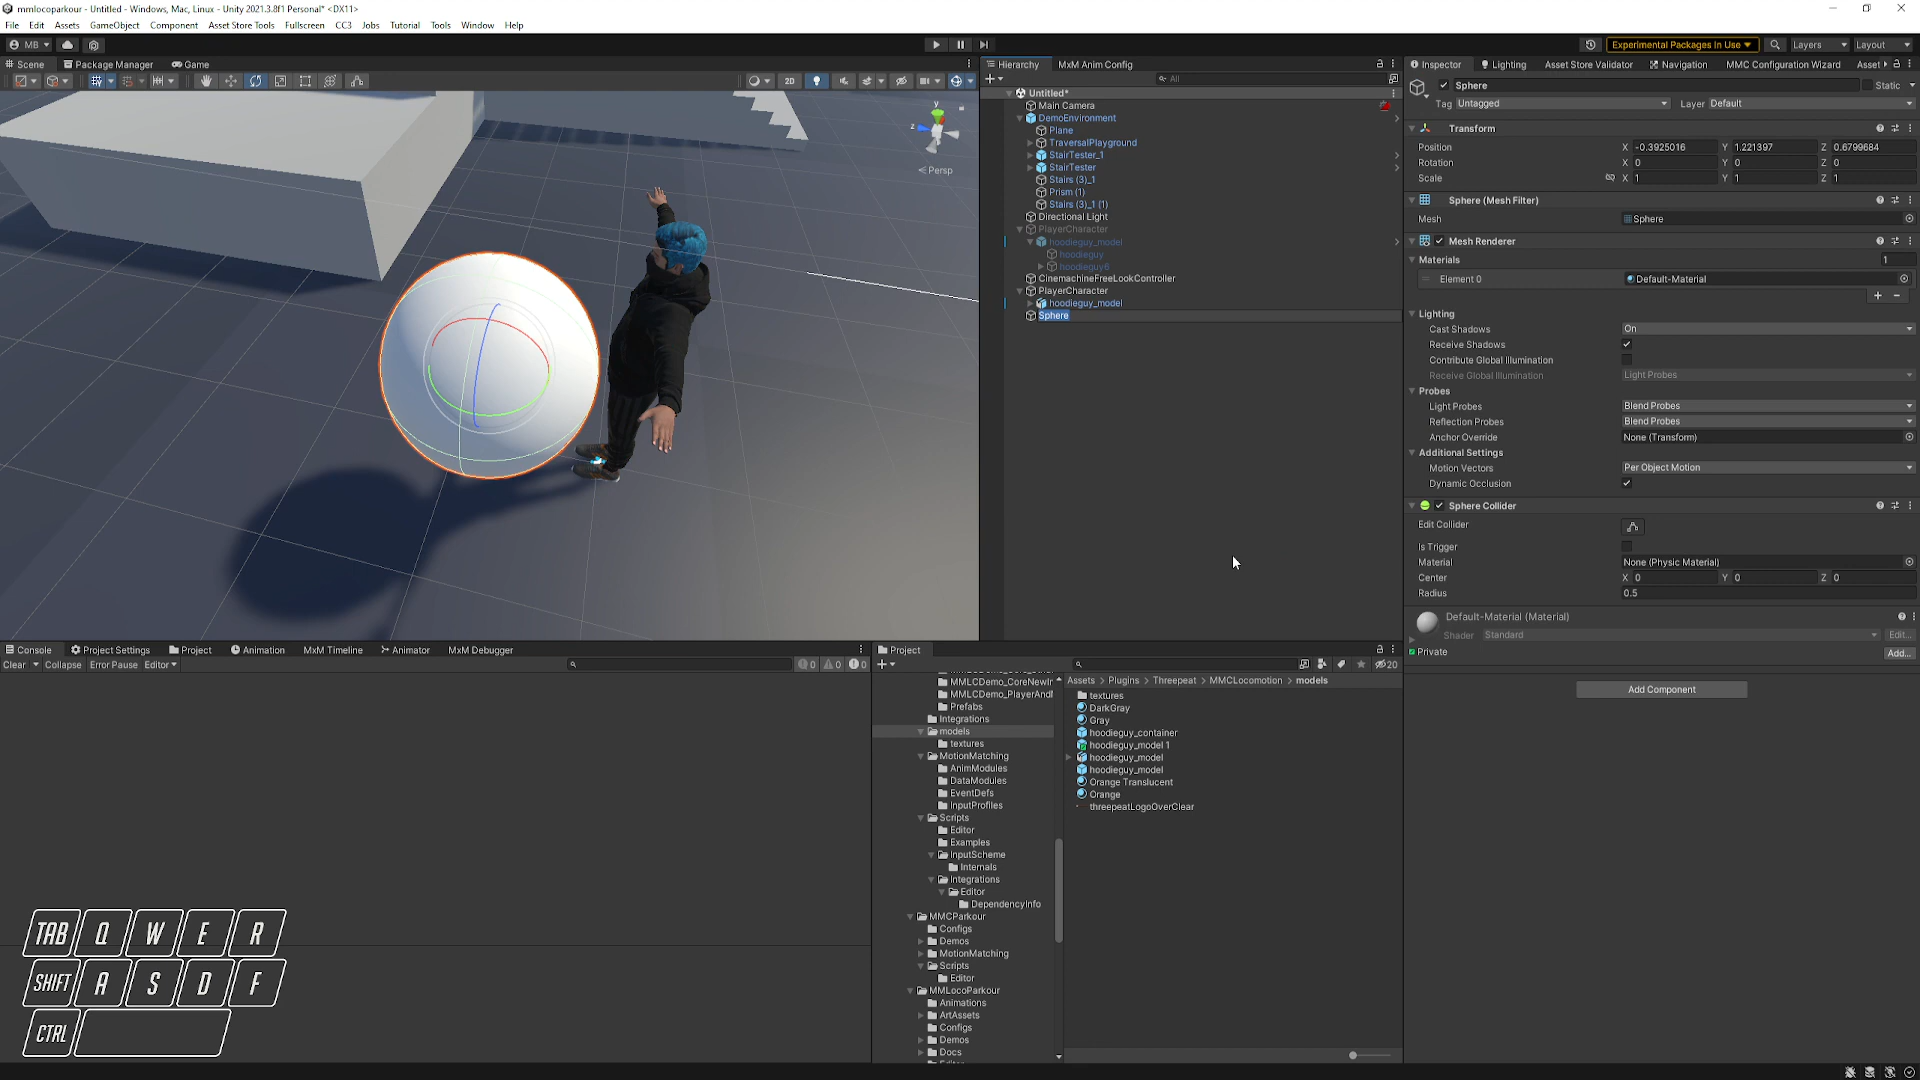 mmlocoparkour - Untitled - Windows, Mac, Linux - Unity 2021.3.8f1 Personal* <DX11>
File Edit Assets GameObject Component Asset Store Tools Fullscreen CC3 Jobs Tutorial Tools Window Help
MB
Experimental Packages In Use
Layers
Layout
Scene Package Manager Game
2D
y
z
Persp
Hierarchy MxM Anim Config
All
Untitled*
Main Camera
DemoEnvironment
Plane
TraversalPlayground
StairTester_1
StairTester
Stairs (3)_1
Prism (1)
Stairs (3)_1 (1)
Directional Light
PlayerCharacter
hoodieguy_model
hoodieguy
hoodieguy6
CinemachineFreeLookController
PlayerCharacter
hoodieguy_model
Sphere
Inspector Lighting Asset Store Validator Navigation MMC Configuration Wizard Asset
Sphere Static
Tag Untagged Layer Default
Transform
Position X -0.3925016 Y 1.221397 Z 0.6799684
Rotation X 0 Y 0 Z 0
Scale X 1 Y 1 Z 1
Sphere (Mesh Filter)
Mesh Sphere
Mesh Renderer
Materials 1
Element 0 Default-Material
+ -
Lighting
Cast Shadows On
Receive Shadows
Contribute Global Illumination
Receive Global Illumination Light Probes
Probes
Light Probes Blend Probes
Reflection Probes Blend Probes
Anchor Override None (Transform)
Additional Settings
Motion Vectors Per Object Motion
Dynamic Occlusion
Sphere Collider
Edit Collider
Is Trigger
Material None (Physic Material)
Center X 0 Y 0 Z 0
Radius 0.5
Default-Material (Material)
Shader Standard Edit...
Private
Add...
Add Component
Console Project Settings Project Animation MxM Timeline Animator MxM Debugger
Clear Collapse Error Pause Editor
0 0 0
Project
20
MMLCDemo_CoreNewIr
MMLCDemo_PlayerAndI
Prefabs
Integrations
models
textures
MotionMatching
AnimModules
DataModules
EventDefs
InputProfiles
Scripts
Editor
Examples
InputScheme
Internals
Integrations
Editor
DependencyInfo
MMCParkour
Configs
Demos
MotionMatching
Scripts
Editor
MMLocoParkour
Animations
ArtAssets
Configs
Demos
Docs
Assets > Plugins > Threepeat > MMCLocomotion > models
textures
DarkGray
Gray
hoodieguy_container
hoodieguy_model 1
hoodieguy_model
hoodieguy_model
Orange Translucent
Orange
threepeatLogoOverClear
TAB Q W E R
SHIFT A S D F
CTRL